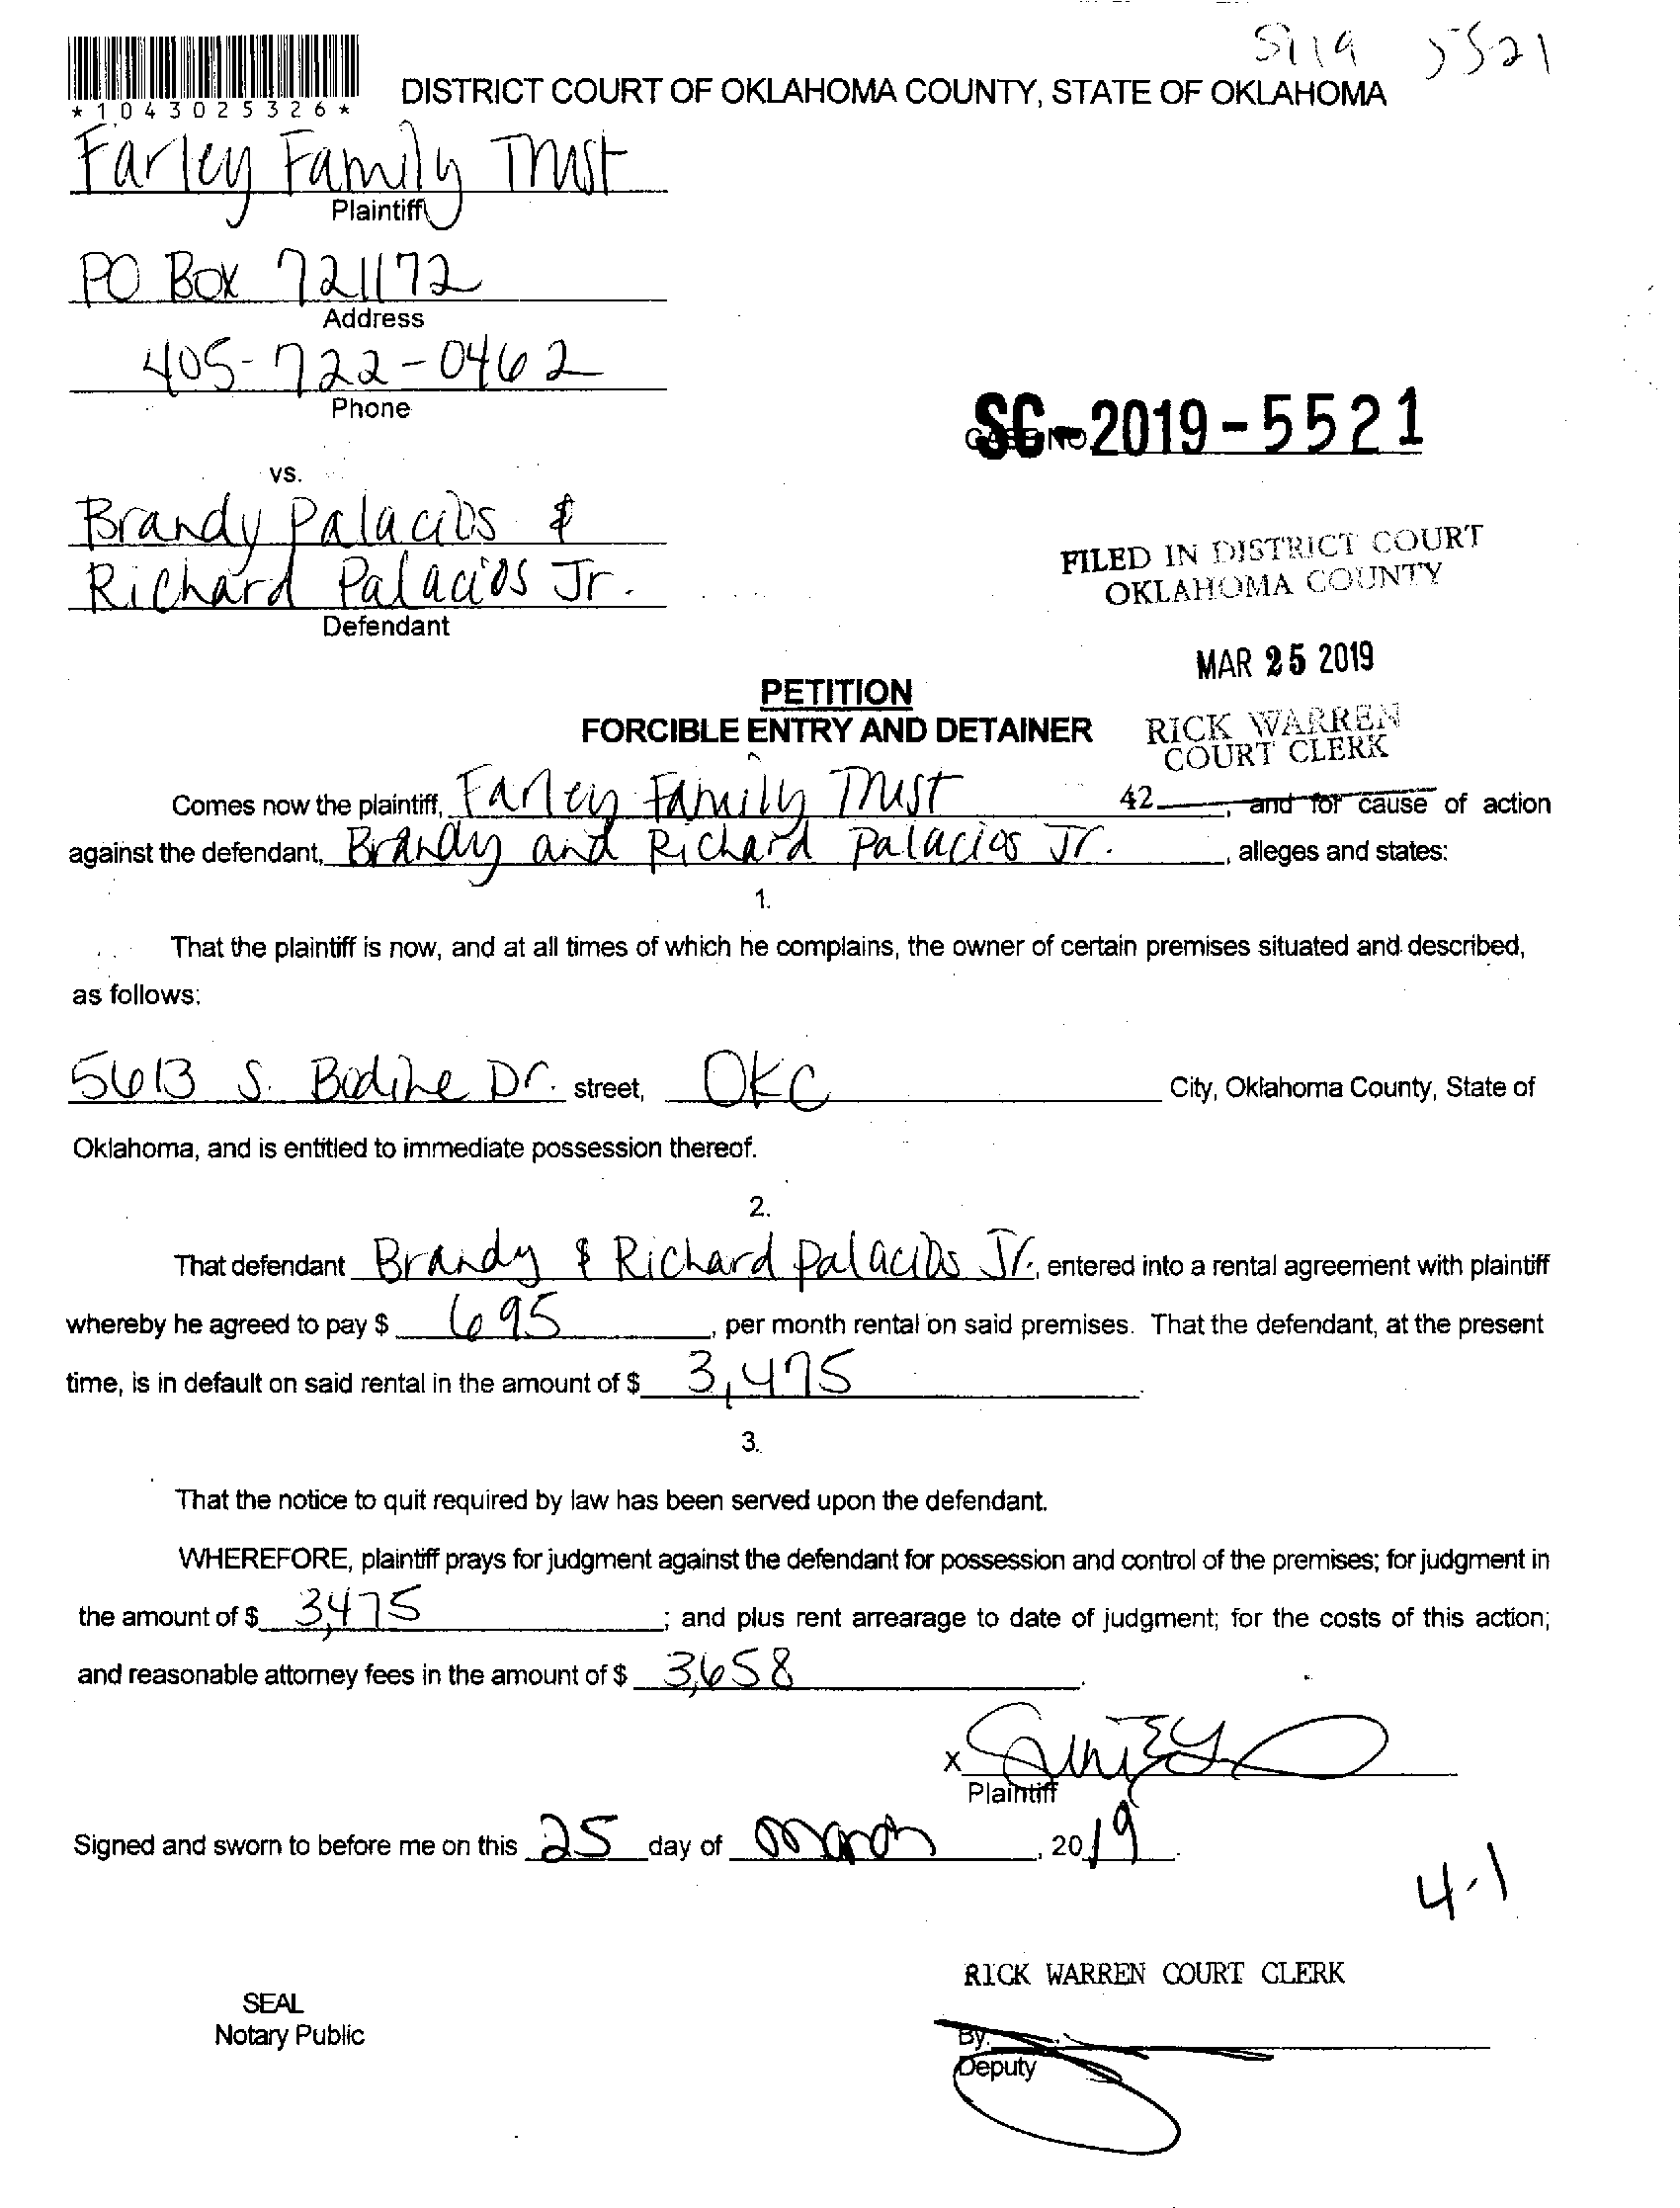 5119 5521
*1043025326*
DISTRICT COURT OF OKLAHOMA COUNTY, STATE OF OKLAHOMA
Farley Family Trust
Plaintiff
PO Box 721172
Address
405-722-0462
Phone
SC-2019-5521
CASE NO
vs.
Brandy Palacios &
Richard Palacios Jr.
Defendant
FILED IN DISTRICT COURT
OKLAHOMA COUNTY
MAR 25 2019
RICK WARREN
COURT CLERK
PETITION
FORCIBLE ENTRY AND DETAINER
42
Comes now the plaintiff, Farley Family Trust, and for cause of action
against the defendant, Brandy and Richard Palacios Jr., alleges and states:
1.
That the plaintiff is now, and at all times of which he complains, the owner of certain premises situated and described,
as follows:
5613 S. Bodine Dr. street, OKC City, Oklahoma County, State of
Oklahoma, and is entitled to immediate possession thereof.
2.
That defendant Brandy & Richard Palacios Jr., entered into a rental agreement with plaintiff
whereby he agreed to pay $ 695, per month rental on said premises. That the defendant, at the present
time, is in default on said rental in the amount of $ 3,475.
3.
That the notice to quit required by law has been served upon the defendant.
WHEREFORE, plaintiff prays for judgment against the defendant for possession and control of the premises; for judgment in
the amount of $ 3,475; and plus rent arrearage to date of judgment; for the costs of this action;
and reasonable attorney fees in the amount of $ 3,658.
X
Plaintiff
Signed and sworn to before me on this 25 day of March, 2019.
4-1
RICK WARREN COURT CLERK
SEAL
Notary Public
By.
Deputy